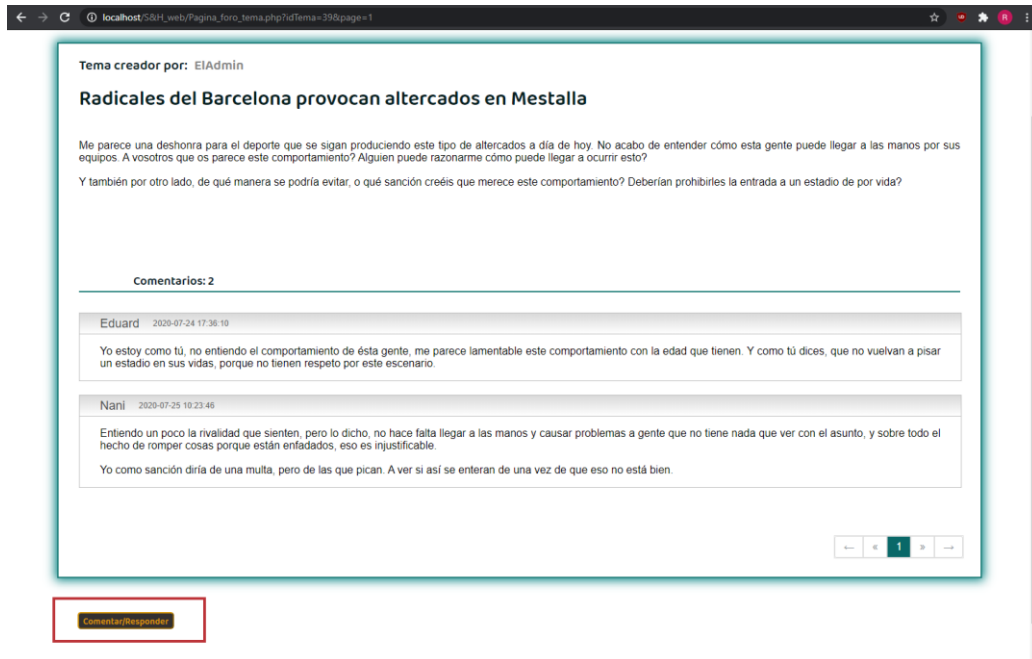 localhost/S&H_web/Pagina_foro_tema.php?idTema=39&page=1
R
Tema creador por: ElAdmin
Radicales del Barcelona provocan altercados en Mestalla
Me parece una deshonra para el deporte que se sigan produciendo este tipo de altercados a día de hoy. No acabo de entender cómo esta gente puede llegar a las manos por sus
equipos. A vosotros que os parece este comportamiento? Alguien puede razonarme cómo puede llegar a ocurrir esto?
Y también por otro lado, de qué manera se podría evitar, o qué sanción creéis que merece este comportamiento? Deberían prohibirles la entrada a un estadio de por vida?
Comentarios: 2
Eduard 2020-07-24 17:36:10
Yo estoy como tú, no entiendo el comportamiento de ésta gente, me parece lamentable este comportamiento con la edad que tienen. Y como tú dices, que no vuelvan a pisar
un estadio en sus vidas, porque no tienen respeto por este escenario.
Nani 2020-07-25 10:23:46
Entiendo un poco la rivalidad que sienten, pero lo dicho, no hace falta llegar a las manos y causar problemas a gente que no tiene nada que ver con el asunto, y sobre todo el
hecho de romper cosas porque están enfadados, eso es injustificable.
Yo como sanción diría de una multa, pero de las que pican. A ver si así se enteran de una vez de que eso no está bien.
← « 1 » →
Comentar/Responder